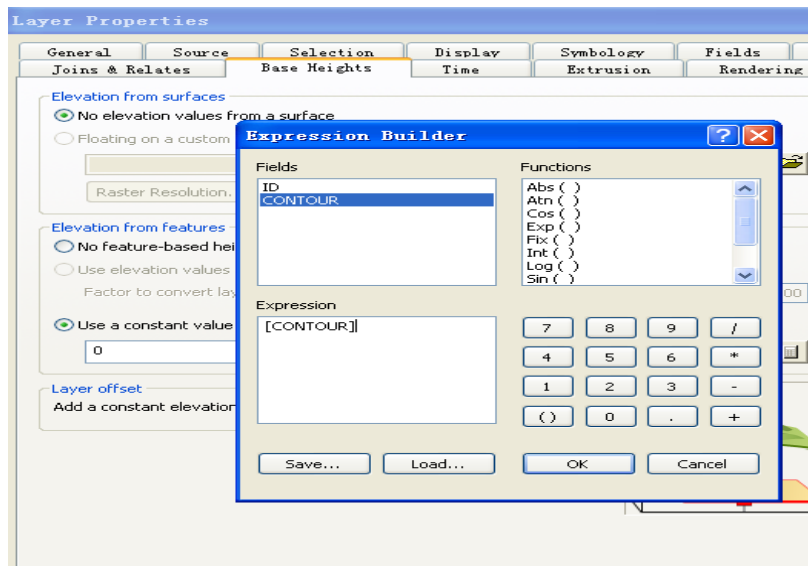 Layer Properties
General Source Selection Display Symbology Fields
Joins & Relates Base Heights Time Extrusion Rendering
Elevation from surfaces
No elevation values from a surface
Floating on a custom
Raster Resolution.
Elevation from features
No feature-based hei
Use elevation values
Factor to convert lay
00
Use a constant value
0
Layer offset
Add a constant elevation
Expression Builder
Fields
ID
CONTOUR
Functions
Abs ( )
Atn ( )
Cos ( )
Exp ( )
Fix ( )
Int ( )
Log ( )
Sin ( )
Expression
[CONTOUR]
7 8 9 /
4 5 6 *
1 2 3 -
() 0 . +
Save... Load... OK Cancel